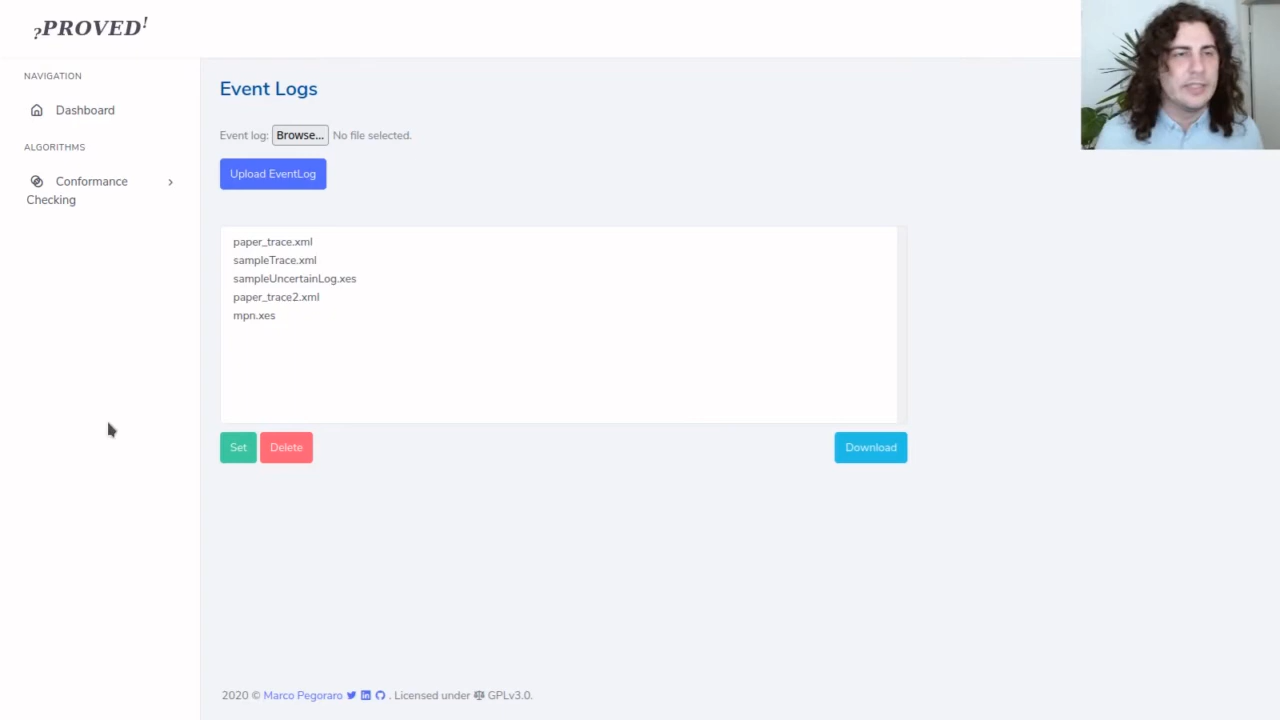 ?PROVED!
NAVIGATION
Dashboard
ALGORITHMS
Conformance
Checking
Event Logs
Event log: Browse... No file selected.
Upload EventLog
paper_trace.xml
sampleTrace.xml
sampleUncertainLog.xes
paper_trace2.xml
mpn.xes
Set Delete Download
2020 © Marco Pegoraro . Licensed under GPLv3.0.